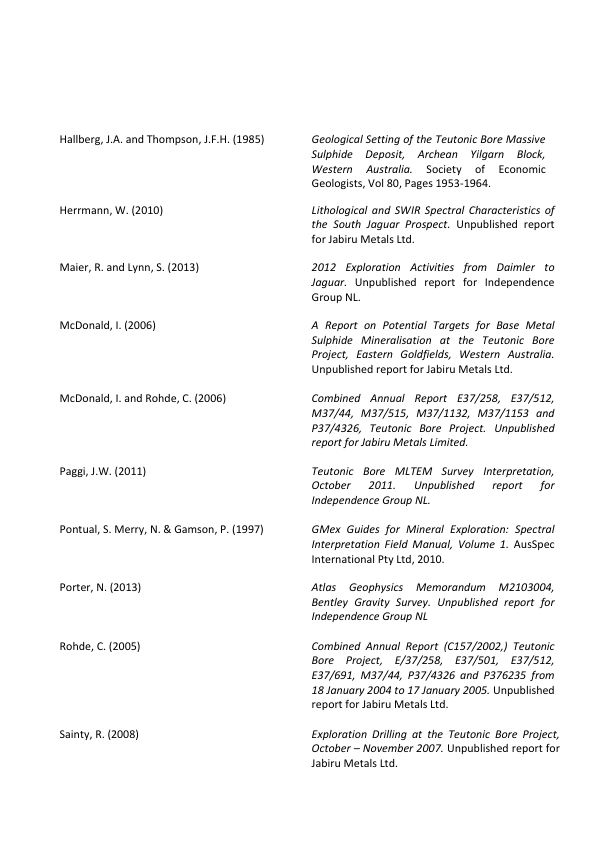 Hallberg, J.A. and Thompson, J.F.H. (1985)
Geological Setting of the Teutonic Bore Massive
Sulphide Deposit, Archean Yilgarn Block,
Western Australia. Society of Economic
Geologists, Vol 80, Pages 1953-1964.
Herrmann, W. (2010)
Lithological and SWIR Spectral Characteristics of
the South Jaguar Prospect. Unpublished report
for Jabiru Metals Ltd.
Maier, R. and Lynn, S. (2013)
2012 Exploration Activities from Daimler to
Jaguar. Unpublished report for Independence
Group NL.
McDonald, I. (2006)
A Report on Potential Targets for Base Metal
Sulphide Mineralisation at the Teutonic Bore
Project, Eastern Goldfields, Western Australia.
Unpublished report for Jabiru Metals Ltd.
McDonald, I. and Rohde, C. (2006)
Combined Annual Report E37/258, E37/512,
M37/44, M37/515, M37/1132, M37/1153 and
P37/4326, Teutonic Bore Project. Unpublished
report for Jabiru Metals Limited.
Paggi, J.W. (2011)
Teutonic Bore MLTEM Survey Interpretation,
October 2011. Unpublished report for
Independence Group NL.
Pontual, S. Merry, N. & Gamson, P. (1997)
GMex Guides for Mineral Exploration: Spectral
Interpretation Field Manual, Volume 1. AusSpec
International Pty Ltd, 2010.
Porter, N. (2013)
Atlas Geophysics Memorandum M2103004,
Bentley Gravity Survey. Unpublished report for
Independence Group NL
Rohde, C. (2005)
Combined Annual Report (C157/2002,) Teutonic
Bore Project, E/37/258, E37/501, E37/512,
E37/691, M37/44, P37/4326 and P376235 from
18 January 2004 to 17 January 2005. Unpublished
report for Jabiru Metals Ltd.
Sainty, R. (2008)
Exploration Drilling at the Teutonic Bore Project,
October – November 2007. Unpublished report for
Jabiru Metals Ltd.